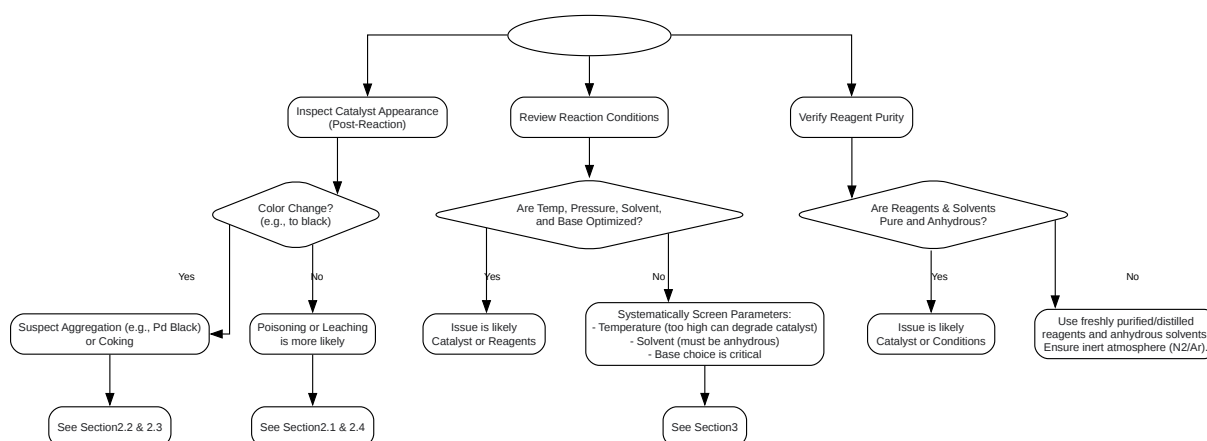 Inspect Catalyst Appearance
(Post-Reaction)
Review Reaction Conditions
Verify Reagent Purity
Color Change?
(e.g., to black)
Are Temp, Pressure, Solvent,
and Base Optimized?
Are Reagents & Solvents
Pure and Anhydrous?
Yes
No
Yes
No
Yes
No
Suspect Aggregation (e.g., Pd Black)
or Coking
Poisoning or Leaching
is more likely
Issue is likely
Catalyst or Reagents
Systematically Screen Parameters:
- Temperature (too high can degrade catalyst)
- Solvent (must be anhydrous)
- Base choice is critical
Issue is likely
Catalyst or Conditions
Use freshly purified/distilled
reagents and anhydrous solvents.
Ensure inert atmosphere (N2/Ar).
See Section2.2 & 2.3
See Section2.1 & 2.4
See Section3